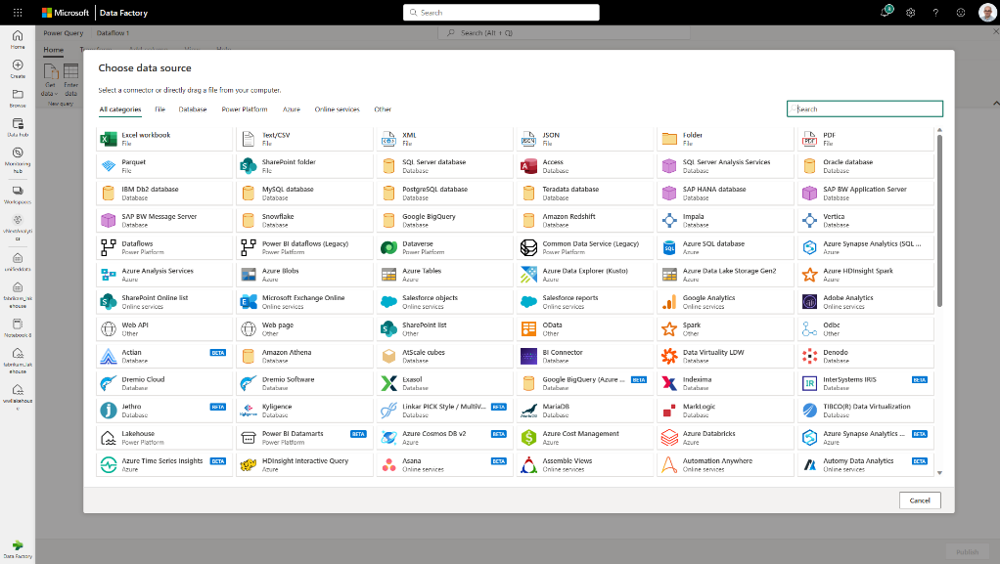 Microsoft
Data Factory
Search
1
Home
Create
Browse
Data hub
Monitoring
hub
Workspaces
vNextAnalyti
cs
unifieddata
fabrikam_lak
ehouse
Notebook 8
fabrikam_lak
ehouse
wwilakehous
e
Data Factory
Power Query
Dataflow 1
Search (Alt + Q)
Home
Transform
Add column
View
Help
Get
data
Enter
data
New query
Choose data source
Select a connector or directly drag a file from your computer.
All categories
File
Database
Power Platform
Azure
Online services
Other
Search
Excel workbook
File
Text/CSV
File
XML
File
JSON
File
Folder
File
PDF
File
Parquet
File
SharePoint folder
File
SQL Server database
Database
Access
Database
SQL Server Analysis Services
Database
Oracle database
Database
IBM Db2 database
Database
MySQL database
Database
PostgreSQL database
Database
Teradata database
Database
SAP HANA database
Database
SAP BW Application Server
Database
SAP BW Message Server
Database
Snowflake
Database
Google BigQuery
Database
Amazon Redshift
Database
Impala
Database
Vertica
Database
Dataflows
Power Platform
Power BI dataflows (Legacy)
Power Platform
Dataverse
Power Platform
Common Data Service (Legacy)
Power Platform
Azure SQL database
Azure
Azure Synapse Analytics (SQL ...
Azure
Azure Analysis Services
Azure
Azure Blobs
Azure
Azure Tables
Azure
Azure Data Explorer (Kusto)
Azure
Azure Data Lake Storage Gen2
Azure
Azure HDInsight Spark
Azure
SharePoint Online list
Online services
Microsoft Exchange Online
Online services
Salesforce objects
Online services
Salesforce reports
Online services
Google Analytics
Online services
Adobe Analytics
Online services
Web API
Other
Web page
Other
SharePoint list
Other
OData
Other
Spark
Other
Odbc
Other
Actian
Database
BETA
Amazon Athena
Database
AtScale cubes
Database
BI Connector
Database
Data Virtuality LDW
Database
Denodo
Database
Dremio Cloud
Database
Dremio Software
Database
Exasol
Database
Google BigQuery (Azure ...
Database
BETA
Indexima
Database
InterSystems IRIS
Database
BETA
Jethro
Database
BETA
Kyligence
Database
Linkar PICK Style / MultiV...
Database
BETA
MariaDB
Database
MarkLogic
Database
TIBCO(R) Data Virtualization
Database
Lakehouse
Power Platform
Power BI Datamarts
Power Platform
BETA
Azure Cosmos DB v2
Azure
BETA
Azure Cost Management
Azure
Azure Databricks
Azure
Azure Synapse Analytics ...
Azure
BETA
Azure Time Series Insights
Azure
BETA
HDInsight Interactive Query
Azure
Asana
Online services
BETA
Assemble Views
Online services
Automation Anywhere
Online services
Automy Data Analytics
Online services
BETA
Cancel
Publish